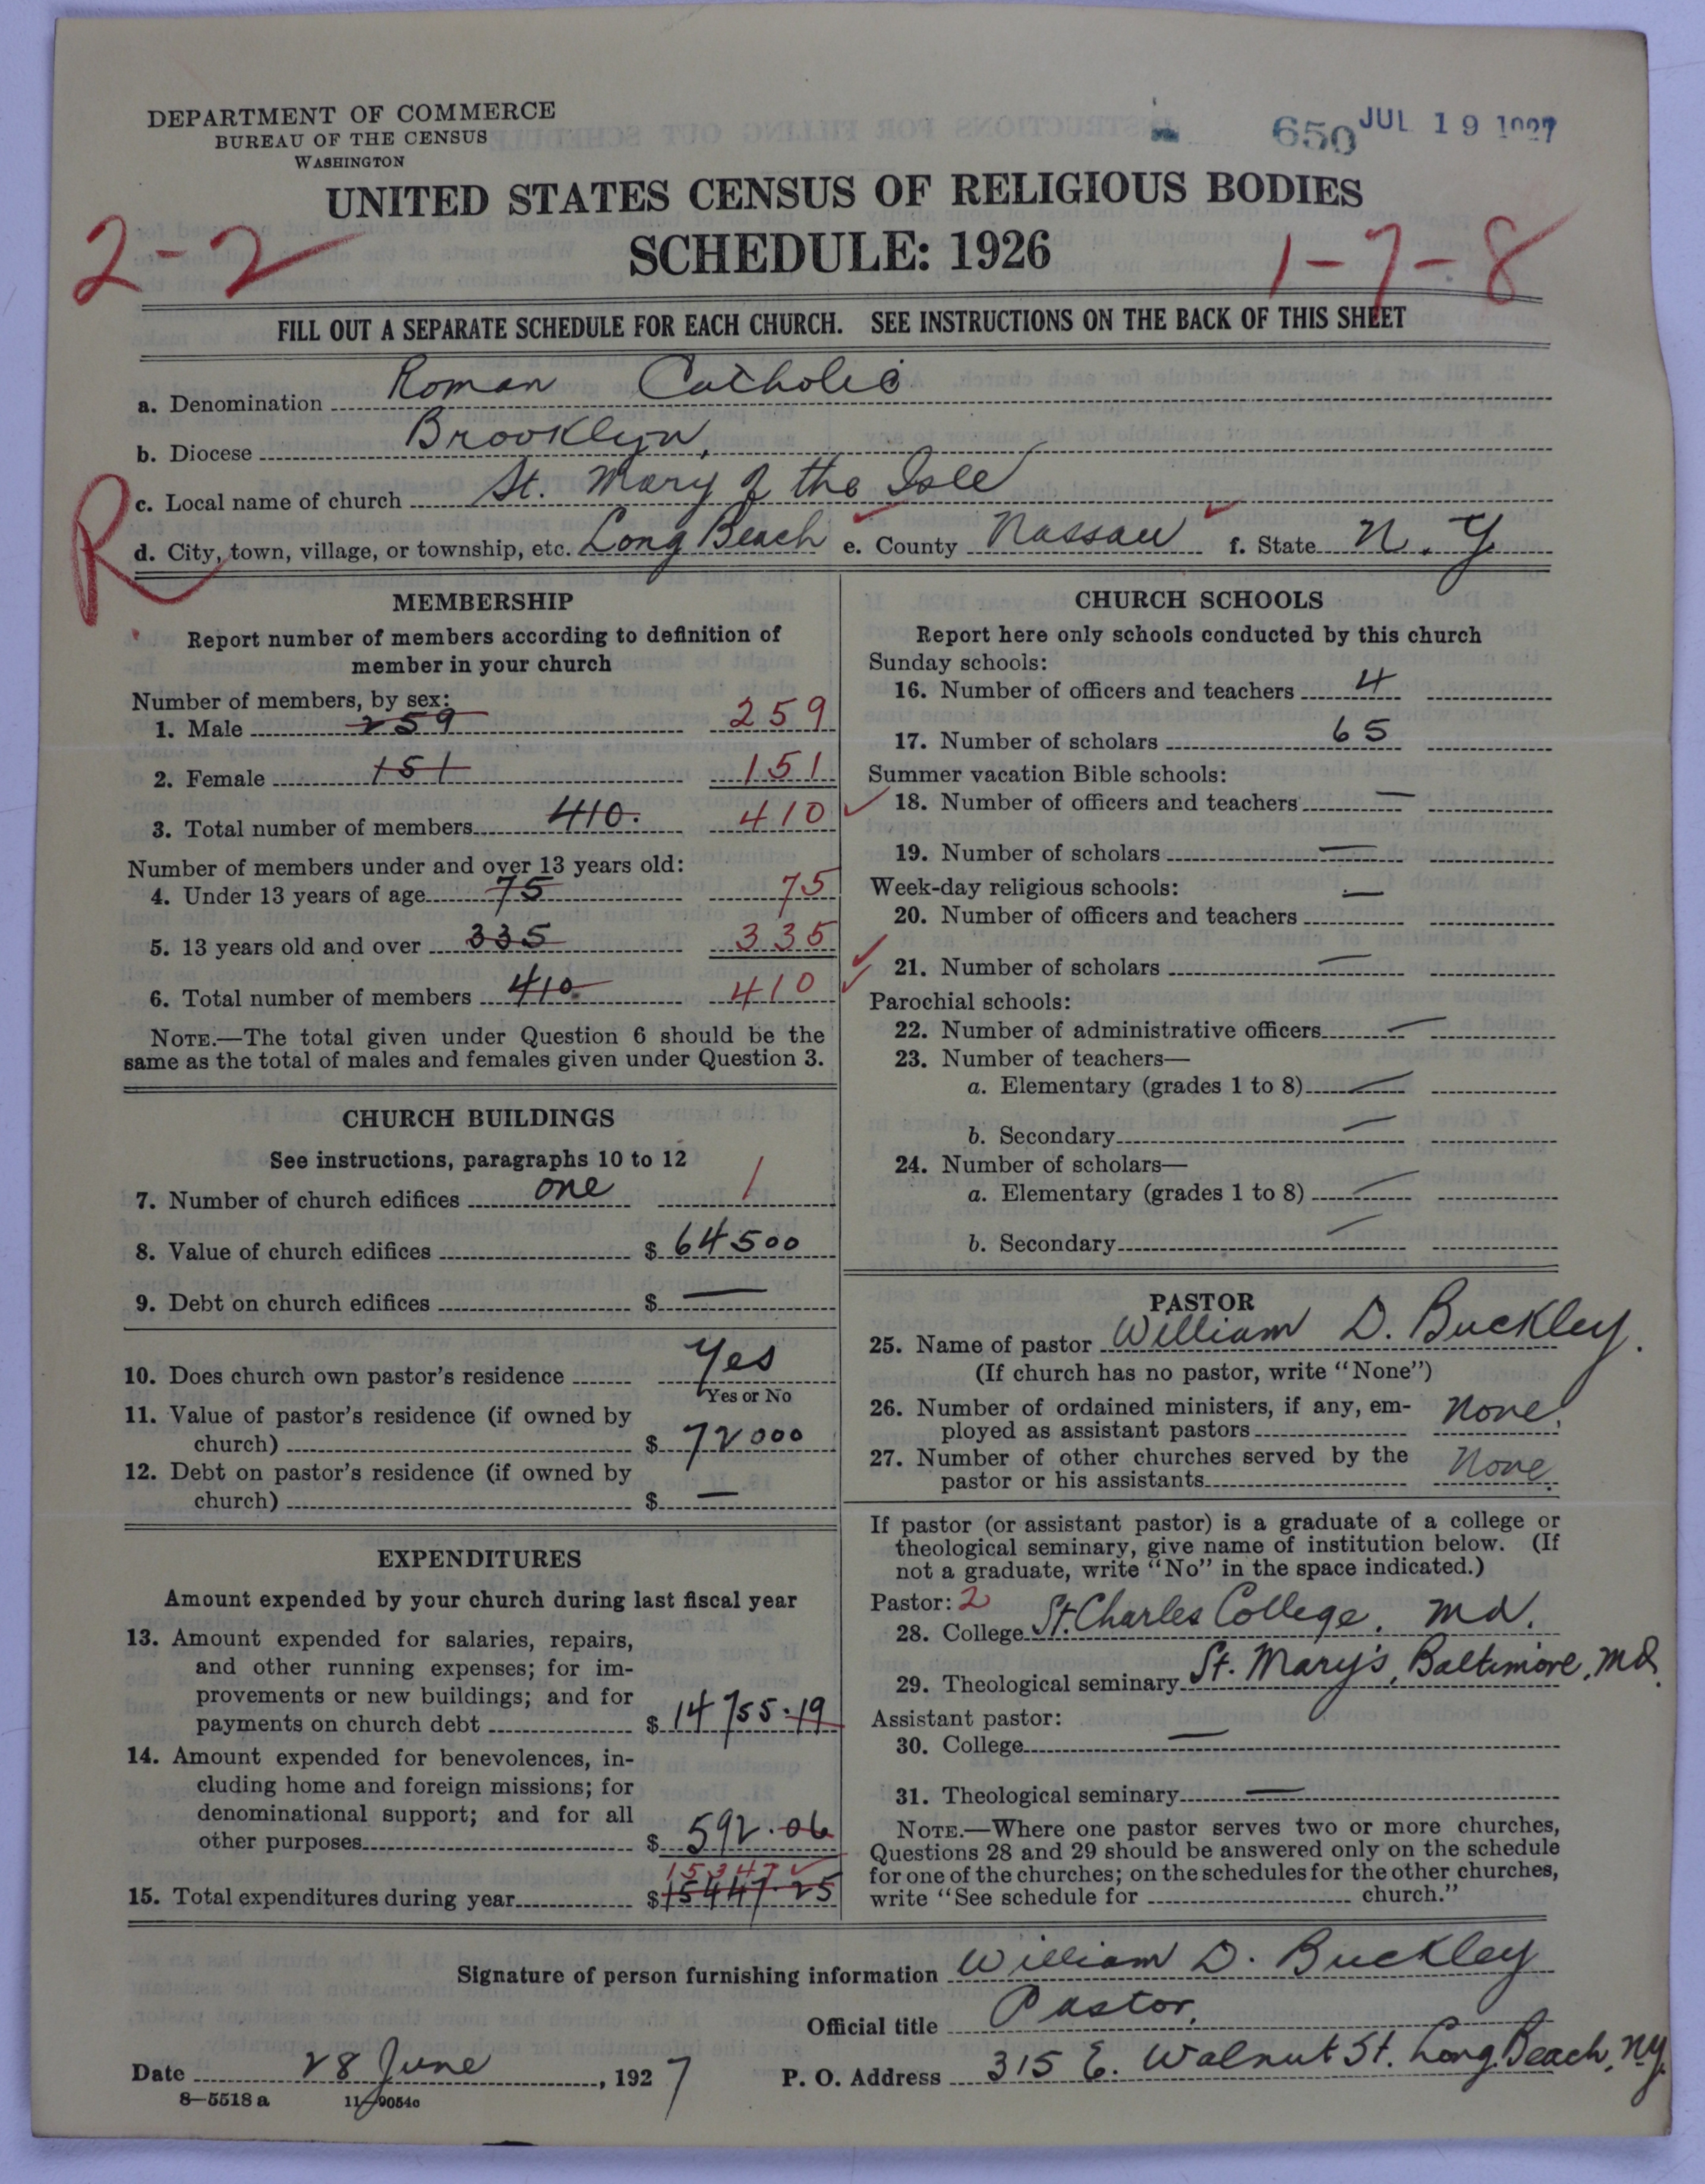 DEPARTMENT OF COMMERCE
BUREAU OF THE CENSUS
WASHINGTON
650 JUL 19 1927
UNITED STATES CENSUS OF RELIGIOUS BODIES
SCHEDULE: 1926
2-2
1-7-8
FILL OUT A SEPARATE SCHEDULE FOR EACH CHURCH. SEE INSTRUCTIONS ON THE BACK OF THIS SHEET
a. Denomination Roman Catholic
b. Diocese Brooklyn.
c. Local name of church St. Mary of the Isle
R
d. City, town, village, or township, etc. Long Beach e. County Nassau f. State N. Y.
MEMBERSHIP
Report number of members according to definition of
member in your church
Number of members, by sex:
1. Male 259 259
2. Female 151 151
3. Total number of members 410. 410
Number of members under and over 13 years old:
4. Under 13 years of age 75 75
5. 13 years old and over 335 335
6. Total number of members 410 410
NOTE.—The total given under Question 6 should be the
same as the total of males and females given under Question 3.
CHURCH BUILDINGS
See instructions, paragraphs 10 to 12
7. Number of church edifices one 1
8. Value of church edifices $ 64500
9. Debt on church edifices $ —
10. Does church own pastor's residence Yes
Yes or No
11. Value of pastor's residence (if owned by
church) $ 72000
12. Debt on pastor's residence (if owned by
church) $ —
EXPENDITURES
Amount expended by your church during last fiscal year
13. Amount expended for salaries, repairs,
and other running expenses; for im-
provements or new buildings; and for
payments on church debt $ 14755.19
14. Amount expended for benevolences, in-
cluding home and foreign missions; for
denominational support; and for all
other purposes $ 592.06
15347
15. Total expenditures during year $ 15447.25
CHURCH SCHOOLS
Report here only schools conducted by this church
Sunday schools:
16. Number of officers and teachers 4
17. Number of scholars 65
Summer vacation Bible schools:
18. Number of officers and teachers —
19. Number of scholars —
Week-day religious schools:
20. Number of officers and teachers —
21. Number of scholars —
Parochial schools:
22. Number of administrative officers —
23. Number of teachers—
a. Elementary (grades 1 to 8) —
b. Secondary —
24. Number of scholars—
a. Elementary (grades 1 to 8) —
b. Secondary —
PASTOR
25. Name of pastor William D. Buckley.
(If church has no pastor, write "None")
26. Number of ordained ministers, if any, em-
ployed as assistant pastors None.
27. Number of other churches served by the
pastor or his assistants None.
If pastor (or assistant pastor) is a graduate of a college or
theological seminary, give name of institution below. (If
not a graduate, write "No" in the space indicated.)
Pastor: 2
28. College St. Charles College, Md.
29. Theological seminary St. Mary's, Baltimore, Md.
Assistant pastor:
30. College —
31. Theological seminary —
NOTE.—Where one pastor serves two or more churches,
Questions 28 and 29 should be answered only on the schedule
for one of the churches; on the schedules for the other churches,
write "See schedule for church."
Signature of person furnishing information William D. Buckley
Official title Pastor.
Date 28 June, 1927 P. O. Address 315 E. Walnut St. Long Beach, N.Y.
8—5518 a 11—9054c